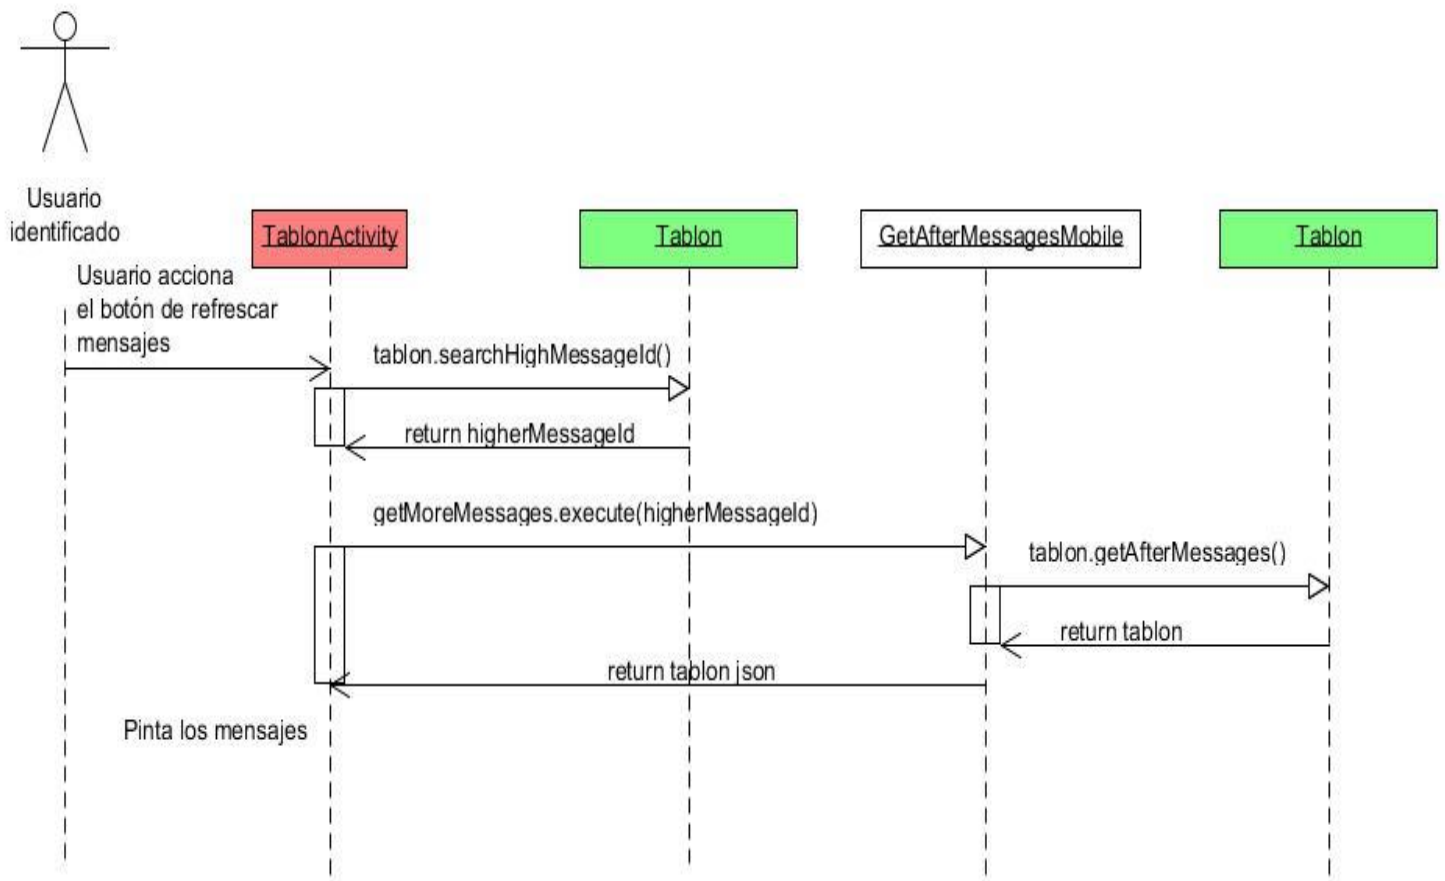 Usuario
identificado
TablonActivity
Tablon
GetAfterMessagesMobile
Tablon
Usuario acciona
el botón de refrescar
mensajes
tablon.searchHighMessageId()
return higherMessageId
getMoreMessages.execute(higherMessageId)
tablon.getAfterMessages()
return tablon
return tablon json
Pinta los mensajes